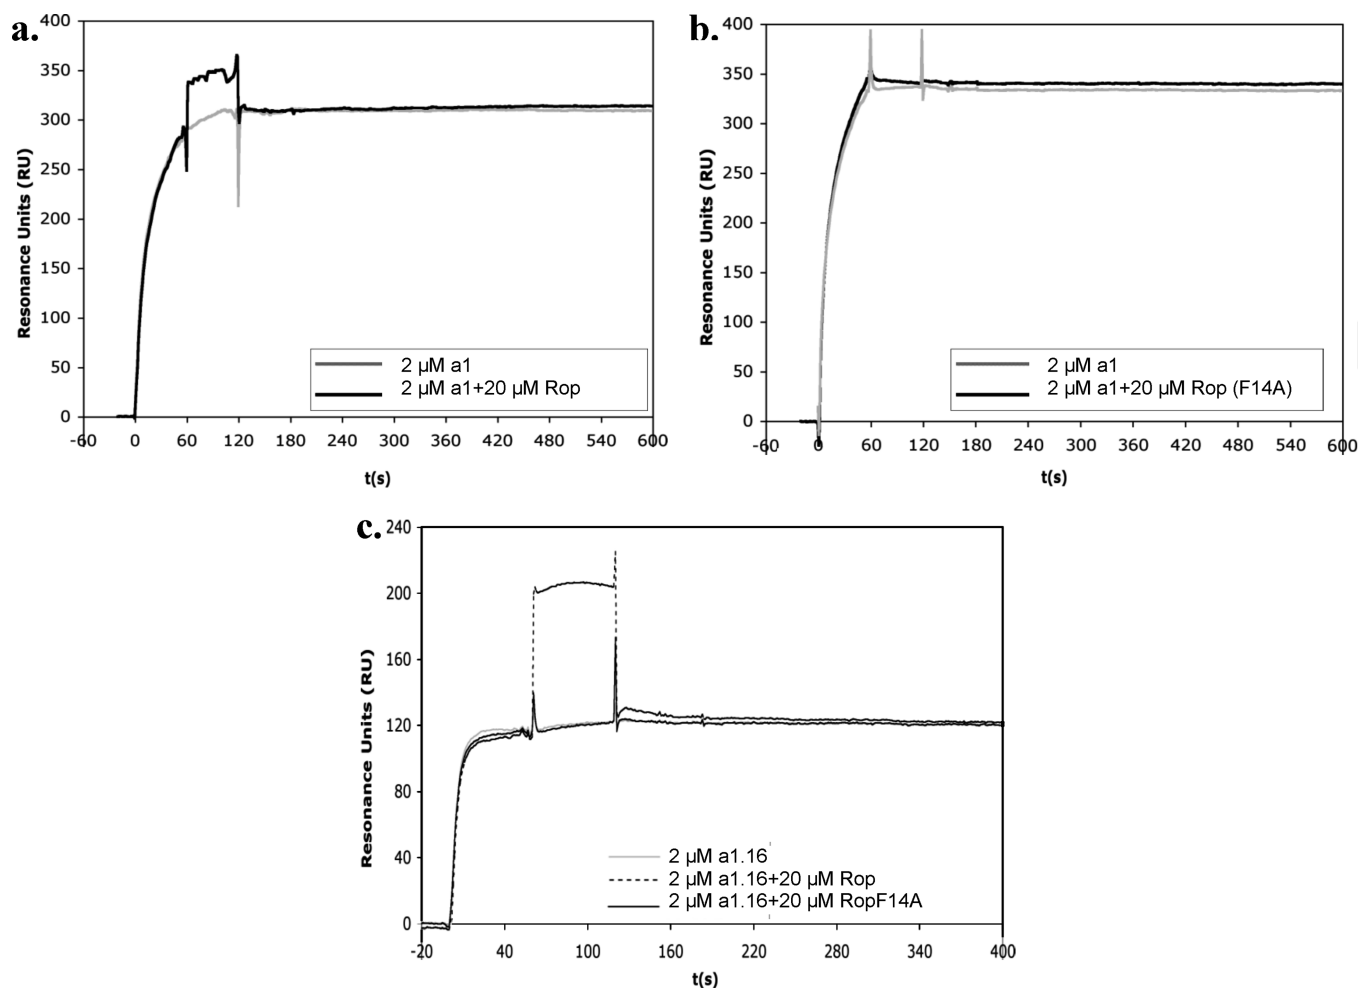 a.
400
350
300
250
200
150
100
50
0
-60 0 60 120 180 240 300 360 420 480 540 600
Resonance Units (RU)
t(s)
2 µM a1
2 µM a1+20 µM Rop
b.
400
350
300
250
200
150
100
50
0
-60 0 60 120 180 240 300 360 420 480 540 600
Resonance Units (RU)
t(s)
2 µM a1
2 µM a1+20 µM Rop (F14A)
c.
240
200
160
120
80
40
0
-20 40 100 160 220 280 340 400
Resonance Units (RU)
t(s)
2 µM a1.16
2 µM a1.16+20 µM Rop
2 µM a1.16+20 µM RopF14A